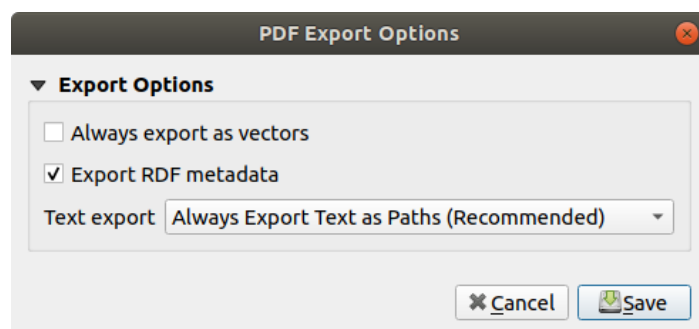 PDF Export Options
Export Options
Always export as vectors
Export RDF metadata
Text export Always Export Text as Paths (Recommended)
Cancel Save